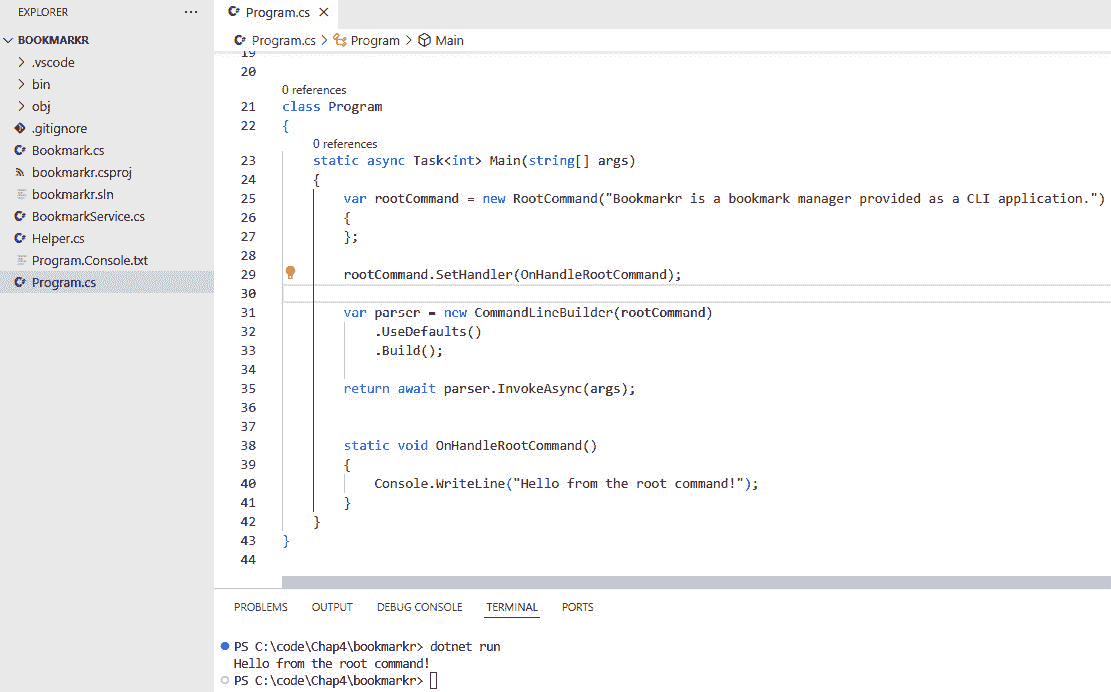 EXPLORER ...
BOOKMARKR
.vscode
bin
obj
.gitignore
Bookmark.cs
bookmarkr.csproj
bookmarkr.sln
BookmarkService.cs
Helper.cs
Program.Console.txt
Program.cs
Program.cs
Program.cs > Program > Main
19
20
0 references
21 class Program
22 {
0 references
23 static async Task<int> Main(string[] args)
24 {
25 var rootCommand = new RootCommand("Bookmarkr is a bookmark manager provided as a CLI application.")
26 {
27 };
28
29 rootCommand.SetHandler(OnHandleRootCommand);
30
31 var parser = new CommandLineBuilder(rootCommand)
32 .UseDefaults()
33 .Build();
34
35 return await parser.InvokeAsync(args);
36
37
38 static void OnHandleRootCommand()
39 {
40 Console.WriteLine("Hello from the root command!");
41 }
42 }
43 }
44
PROBLEMS OUTPUT DEBUG CONSOLE TERMINAL PORTS
PS C:\code\Chap4\bookmarkr> dotnet run
Hello from the root command!
PS C:\code\Chap4\bookmarkr>